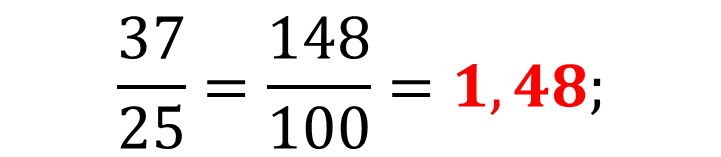 37/25 = 148/100 = 1,48;